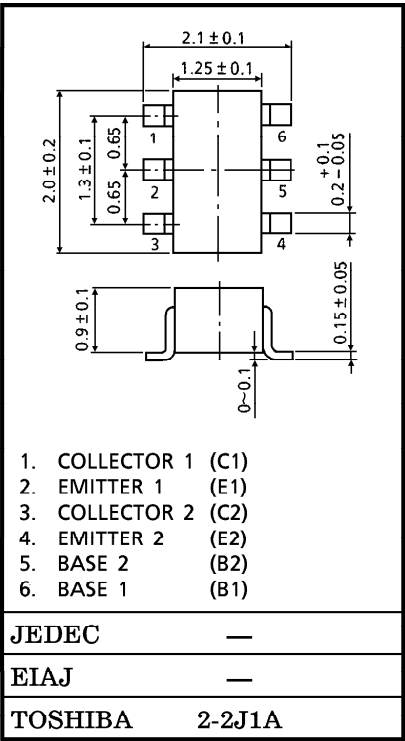 2.1±0.1
1.25±0.1
2.0±0.2
1.3±0.1
0.65
0.65
1
2
3
6
5
4
+0.1
0.2-0.05
0.9±0.1
0.15±0.05
0~0.1
1. COLLECTOR 1 (C1)
2. EMITTER 1 (E1)
3. COLLECTOR 2 (C2)
4. EMITTER 2 (E2)
5. BASE 2 (B2)
6. BASE 1 (B1)
JEDEC —
EIAJ —
TOSHIBA 2-2J1A